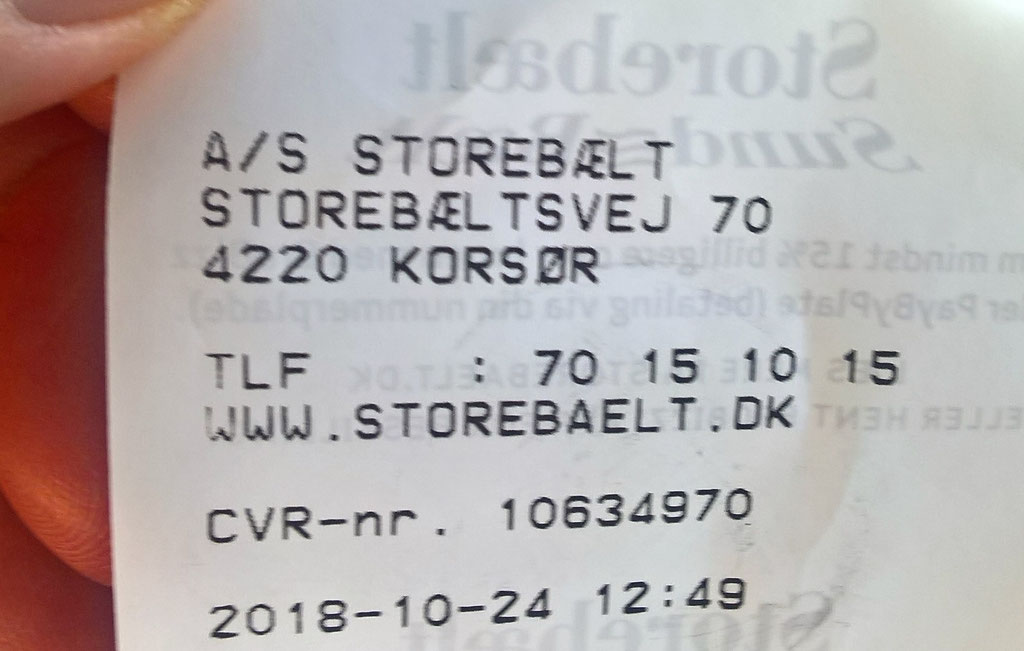 A/S STOREBÆLT
STOREBÆLTSVEJ 70
4220 KORSØR
TLF : 70 15 10 15
WWW.STOREBAELT.DK
CVR-nr. 10634970
2018-10-24 12:49
Storebælt